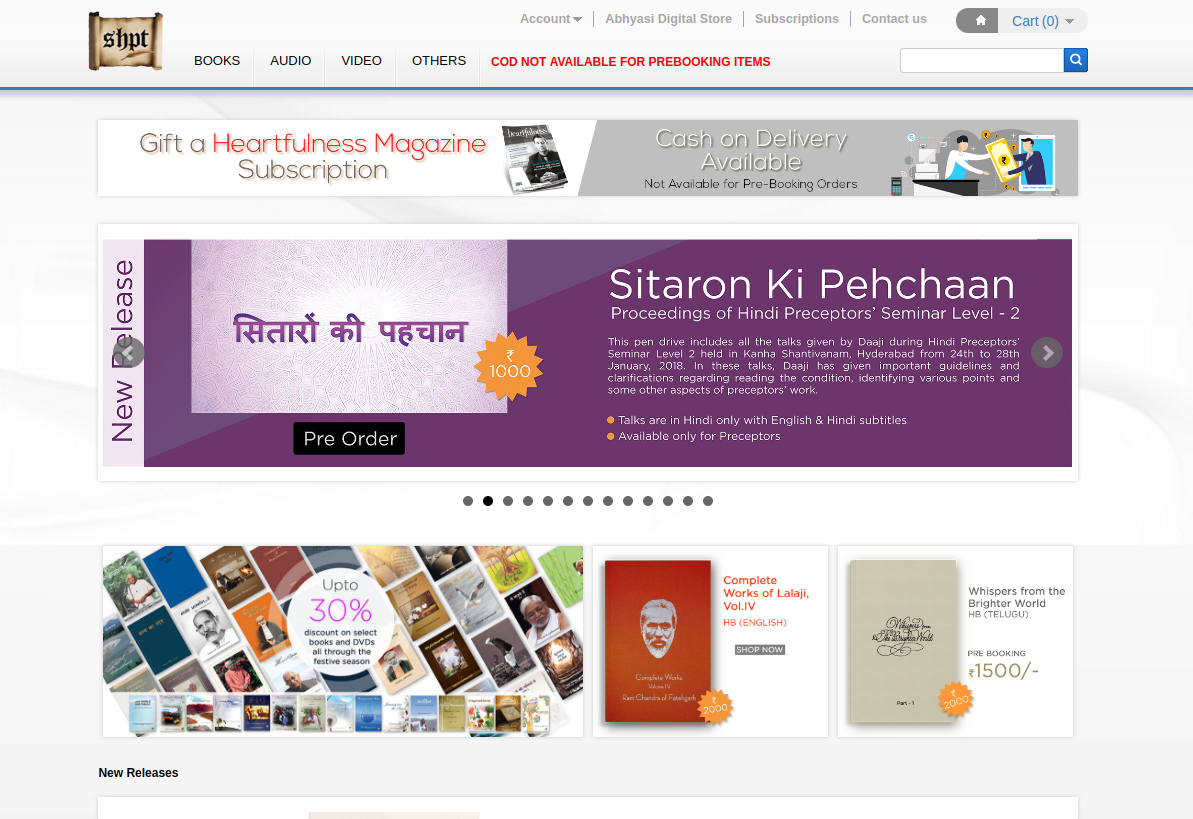 shpt
Account
Abhyasi Digital Store
Subscriptions
Contact us
Cart (0)
BOOKS
AUDIO
VIDEO
OTHERS
COD NOT AVAILABLE FOR PREBOOKING ITEMS
Gift a Heartfulness Magazine
Subscription
heartfulness
Cash on Delivery
Available
Not Available for Pre-Booking Orders
New Release
सितारों की पहचान
₹
1000
Pre Order
Sitaron Ki Pehchaan
Proceedings of Hindi Preceptors' Seminar Level - 2
This pen drive includes all the talks given by Daaji during Hindi Preceptors'
Seminar Level 2 held in Kanha Shantivanam, Hyderabad from 24th to 28th
January, 2018. In these talks, Daaji has given important guidelines and
clarifications regarding reading the condition, identifying various points and
some other aspects of preceptors' work.
Talks are in Hindi only with English & Hindi subtitles
Available only for Preceptors
Upto
30%
discount on select
books and DVDs
all through the
festive season
Complete Works
Volume IV
Ram Chandra of Fatehgarh
₹
2000
Complete
Works of Lalaji,
Vol.IV
HB (ENGLISH)
SHOP NOW
Whispers from
the Brighter World
Part - 1
₹
2000
Whispers from the
Brighter World
HB (TELUGU)
PRE BOOKING
₹1500/-
New Releases